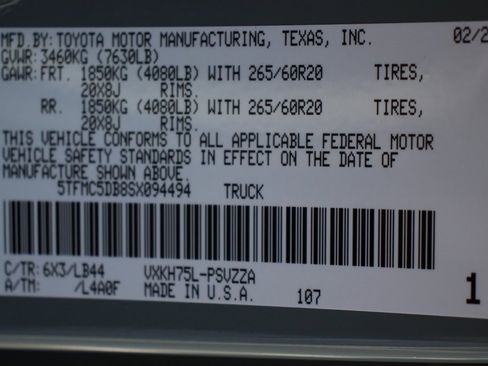 MFD.BY: TOYOTA MOTOR MANUFACTURING, TEXAS, INC. 02/2
GVWR: 3460KG (7630LB)
GAWR: FRT. 1850KG (4080LB) WITH 265/60R20 TIRES,
20X8J RIMS.
RR. 1850KG (4080LB) WITH 265/60R20 TIRES,
20X8J RIMS.
THIS VEHICLE CONFORMS TO ALL APPLICABLE FEDERAL MOTOR
VEHICLE SAFETY STANDARDS IN EFFECT ON THE DATE OF
MANUFACTURE SHOWN ABOVE.
5TFMC5DB8SX094494 TRUCK
C/TR: 6X3/LB44 VXKH75L-PSVZZA
A/TM: /L4A0F MADE IN U.S.A. 107 1